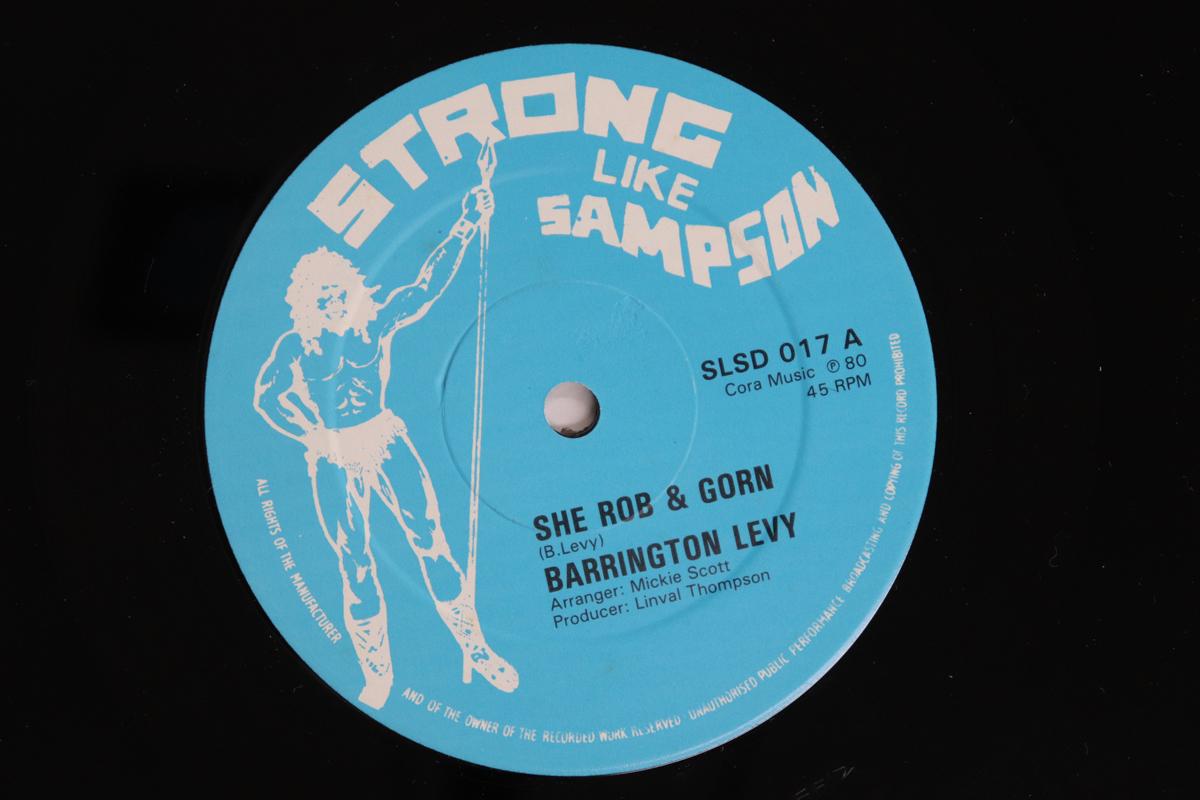 STRONG
LIKE
SAMPSON
SLSD 017 A
Cora Music ℗ 80
45 RPM
SHE ROB & GORN
(B.Levy)
BARRINGTON LEVY
Arranger: Mickie Scott
Producer: Linval Thompson
ALL RIGHTS OF THE MANUFACTURER AND OF THE OWNER OF THE RECORDED WORK RESERVED UNAUTHORISED PUBLIC PERFORMANCE BROADCASTING AND COPYING OF THIS RECORD PROHIBITED